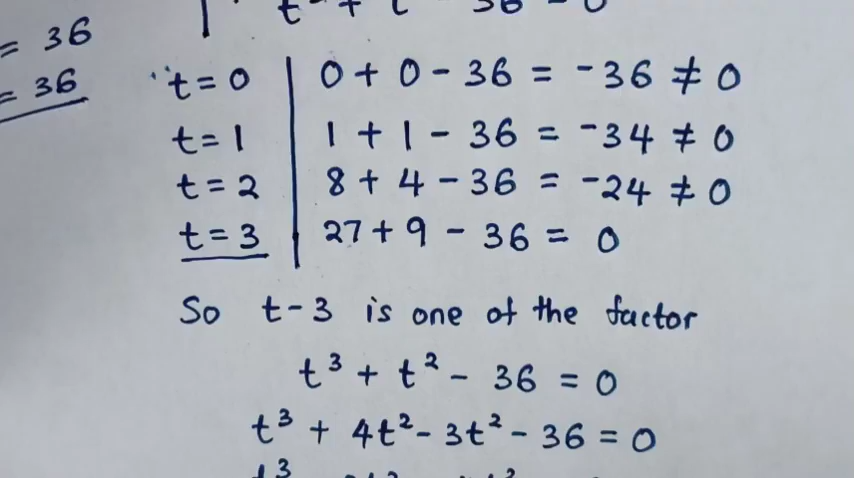 = 36
= 36
t = 0 | 0 + 0 - 36 = -36 ≠ 0
t = 1 | 1 + 1 - 36 = -34 ≠ 0
t = 2 | 8 + 4 - 36 = -24 ≠ 0
t = 3 | 27 + 9 - 36 = 0
So t-3 is one of the factor
t³ + t² - 36 = 0
t³ + 4t² - 3t² - 36 = 0